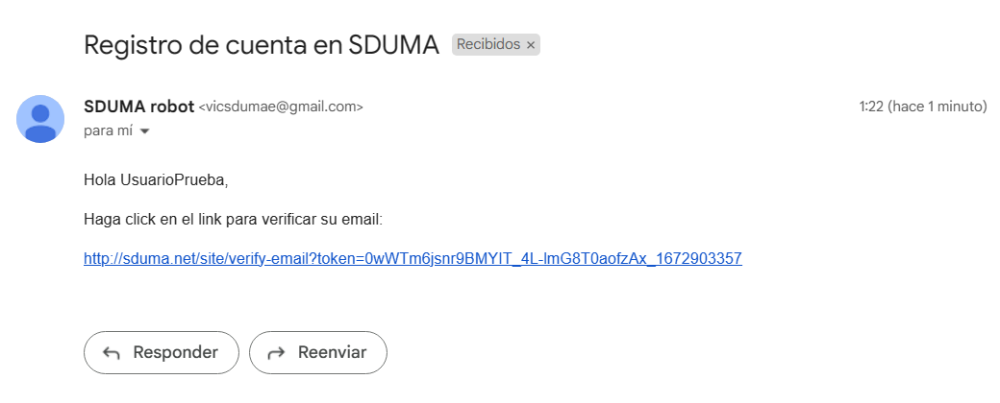 Registro de cuenta en SDUMA Recibidos ×
SDUMA robot <vicsdumae@gmail.com> 1:22 (hace 1 minuto)
para mí
Hola UsuarioPrueba,
Haga click en el link para verificar su email:
http://sduma.net/site/verify-email?token=0wWTm6jsnr9BMYIT_4L-lmG8T0aofzAx_1672903357
Responder Reenviar